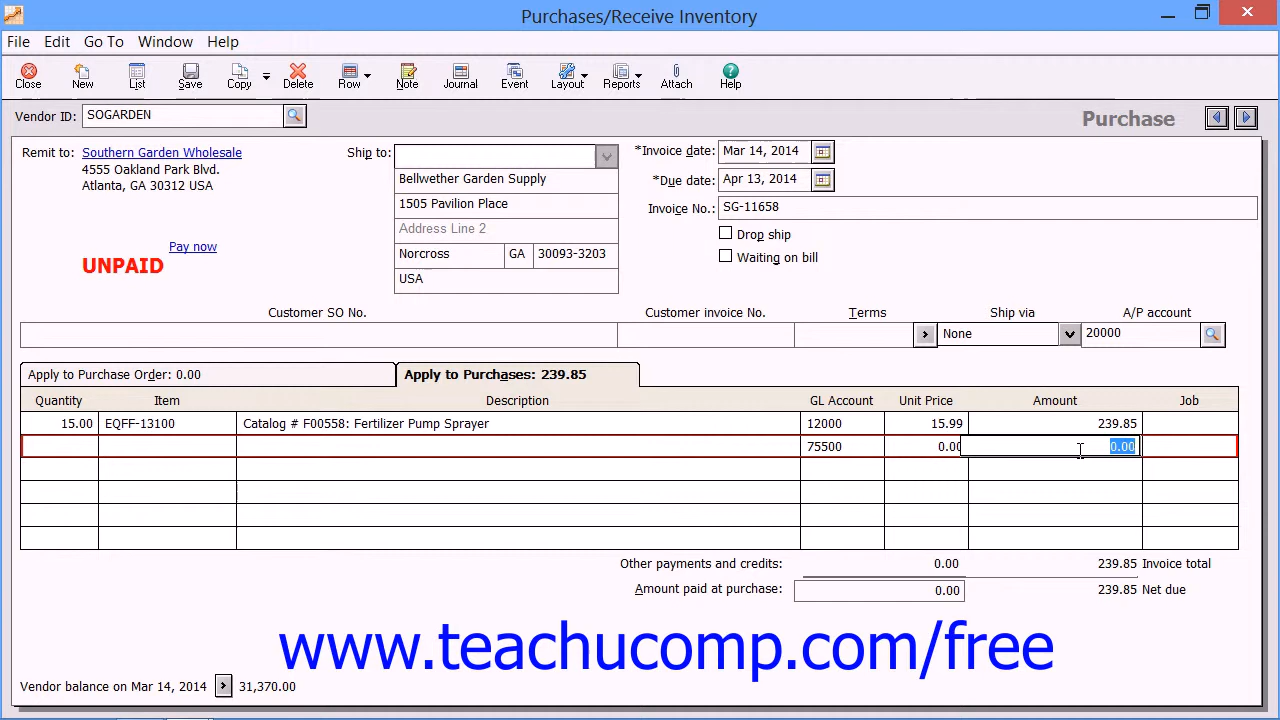 Purchases/Receive Inventory
File Edit Go To Window Help
Close New List Save Copy Delete Row Note Journal Event Layout Reports Attach Help
Vendor ID: SOGARDEN
Purchase
Remit to: Southern Garden Wholesale
4555 Oakland Park Blvd.
Atlanta, GA 30312 USA
Pay now
UNPAID
Ship to:
Bellwether Garden Supply
1505 Pavilion Place
Address Line 2
Norcross GA 30093-3203
USA
*Invoice date: Mar 14, 2014
*Due date: Apr 13, 2014
Invoice No.: SG-11658
Drop ship
Waiting on bill
Customer SO No. Customer invoice No. Terms Ship via A/P account
None 20000
Apply to Purchase Order: 0.00 Apply to Purchases: 239.85
Quantity Item Description GL Account Unit Price Amount Job
15.00 EQFF-13100 Catalog # F00558: Fertilizer Pump Sprayer 12000 15.99 239.85
75500 0.00 0.00
Other payments and credits: 0.00 239.85 Invoice total
Amount paid at purchase: 0.00 239.85 Net due
www.teachucomp.com/free
Vendor balance on Mar 14, 2014 31,370.00